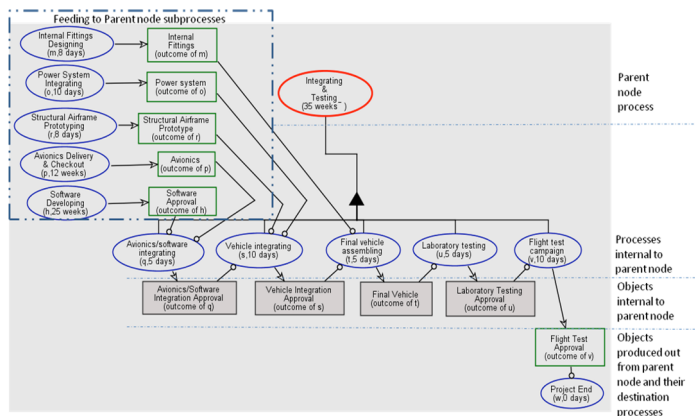 Feeding to Parent node subprocesses
Internal Fittings
Designing
(m,8 days)
Internal
Fittings
(outcome of m)
Power System
Integrating
(o,10 days)
Power system
(outcome of o)
Structural Airframe
Prototyping
(r,8 days)
Structural Airframe
Prototype
(outcome of r)
Avionics Delivery
& Checkout
(p,12 weeks)
Avionics
(outcome of p)
Software
Developing
(h,25 weeks)
Software
Approval
(outcome of h)
Integrating
&
Testing
(35 weeks~)
Parent
node
process
Avionics/software
integrating
(q,5 days)
Vehicle integrating
(s,10 days)
Final vehicle
assembling
(t,5 days)
Laboratory testing
(u,5 days)
Flight test
campaign
(v,10 days)
Processes
internal to
parent node
Avionics/Software
Integration Approval
(outcome of q)
Vehicle Integration
Approval
(outcome of s)
Final Vehicle
(outcome of t)
Laboratory Testing
Approval
(outcome of u)
Objects
internal to
parent node
Flight Test
Approval
(outcome of v)
Project End
(w,0 days)
Objects
produced out
from parent
node and their
destination
processes